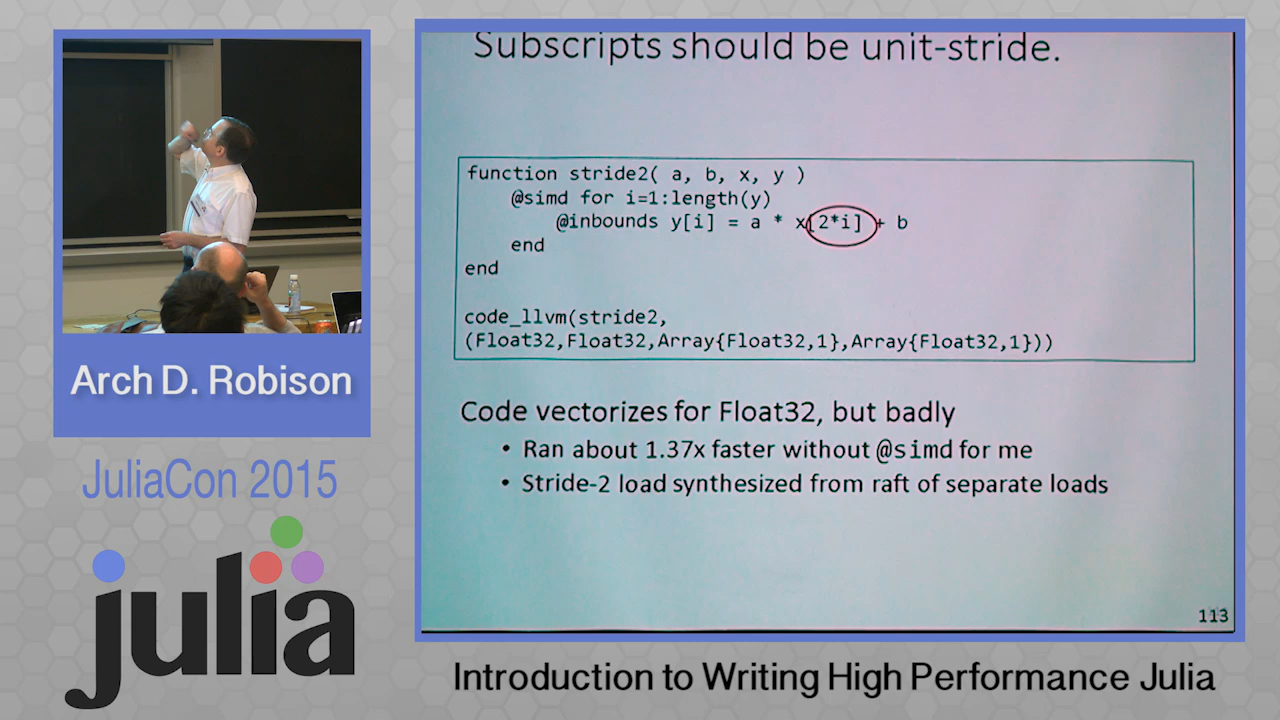 Subscripts should be unit-stride.
function stride2( a, b, x, y )
@simd for i=1:length(y)
@inbounds y[i] = a * x[2*i] + b
end
end
code_llvm(stride2,
(Float32,Float32,Array{Float32,1},Array{Float32,1}))
Code vectorizes for Float32, but badly
• Ran about 1.37x faster without @simd for me
• Stride-2 load synthesized from raft of separate loads
113
Arch D. Robison
JuliaCon 2015
julia
Introduction to Writing High Performance Julia